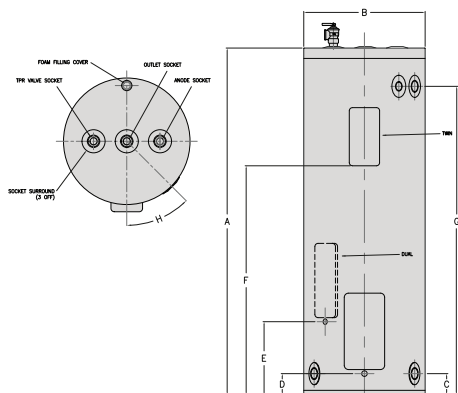 B
FOAM FILLING COVER
OUTLET SOCKET
TPR VALVE SOCKET
ANODE SOCKET
TWIN
SOCKET SURROUND
(3 OFF)
H
A
G
F
DUAL
E
D
C